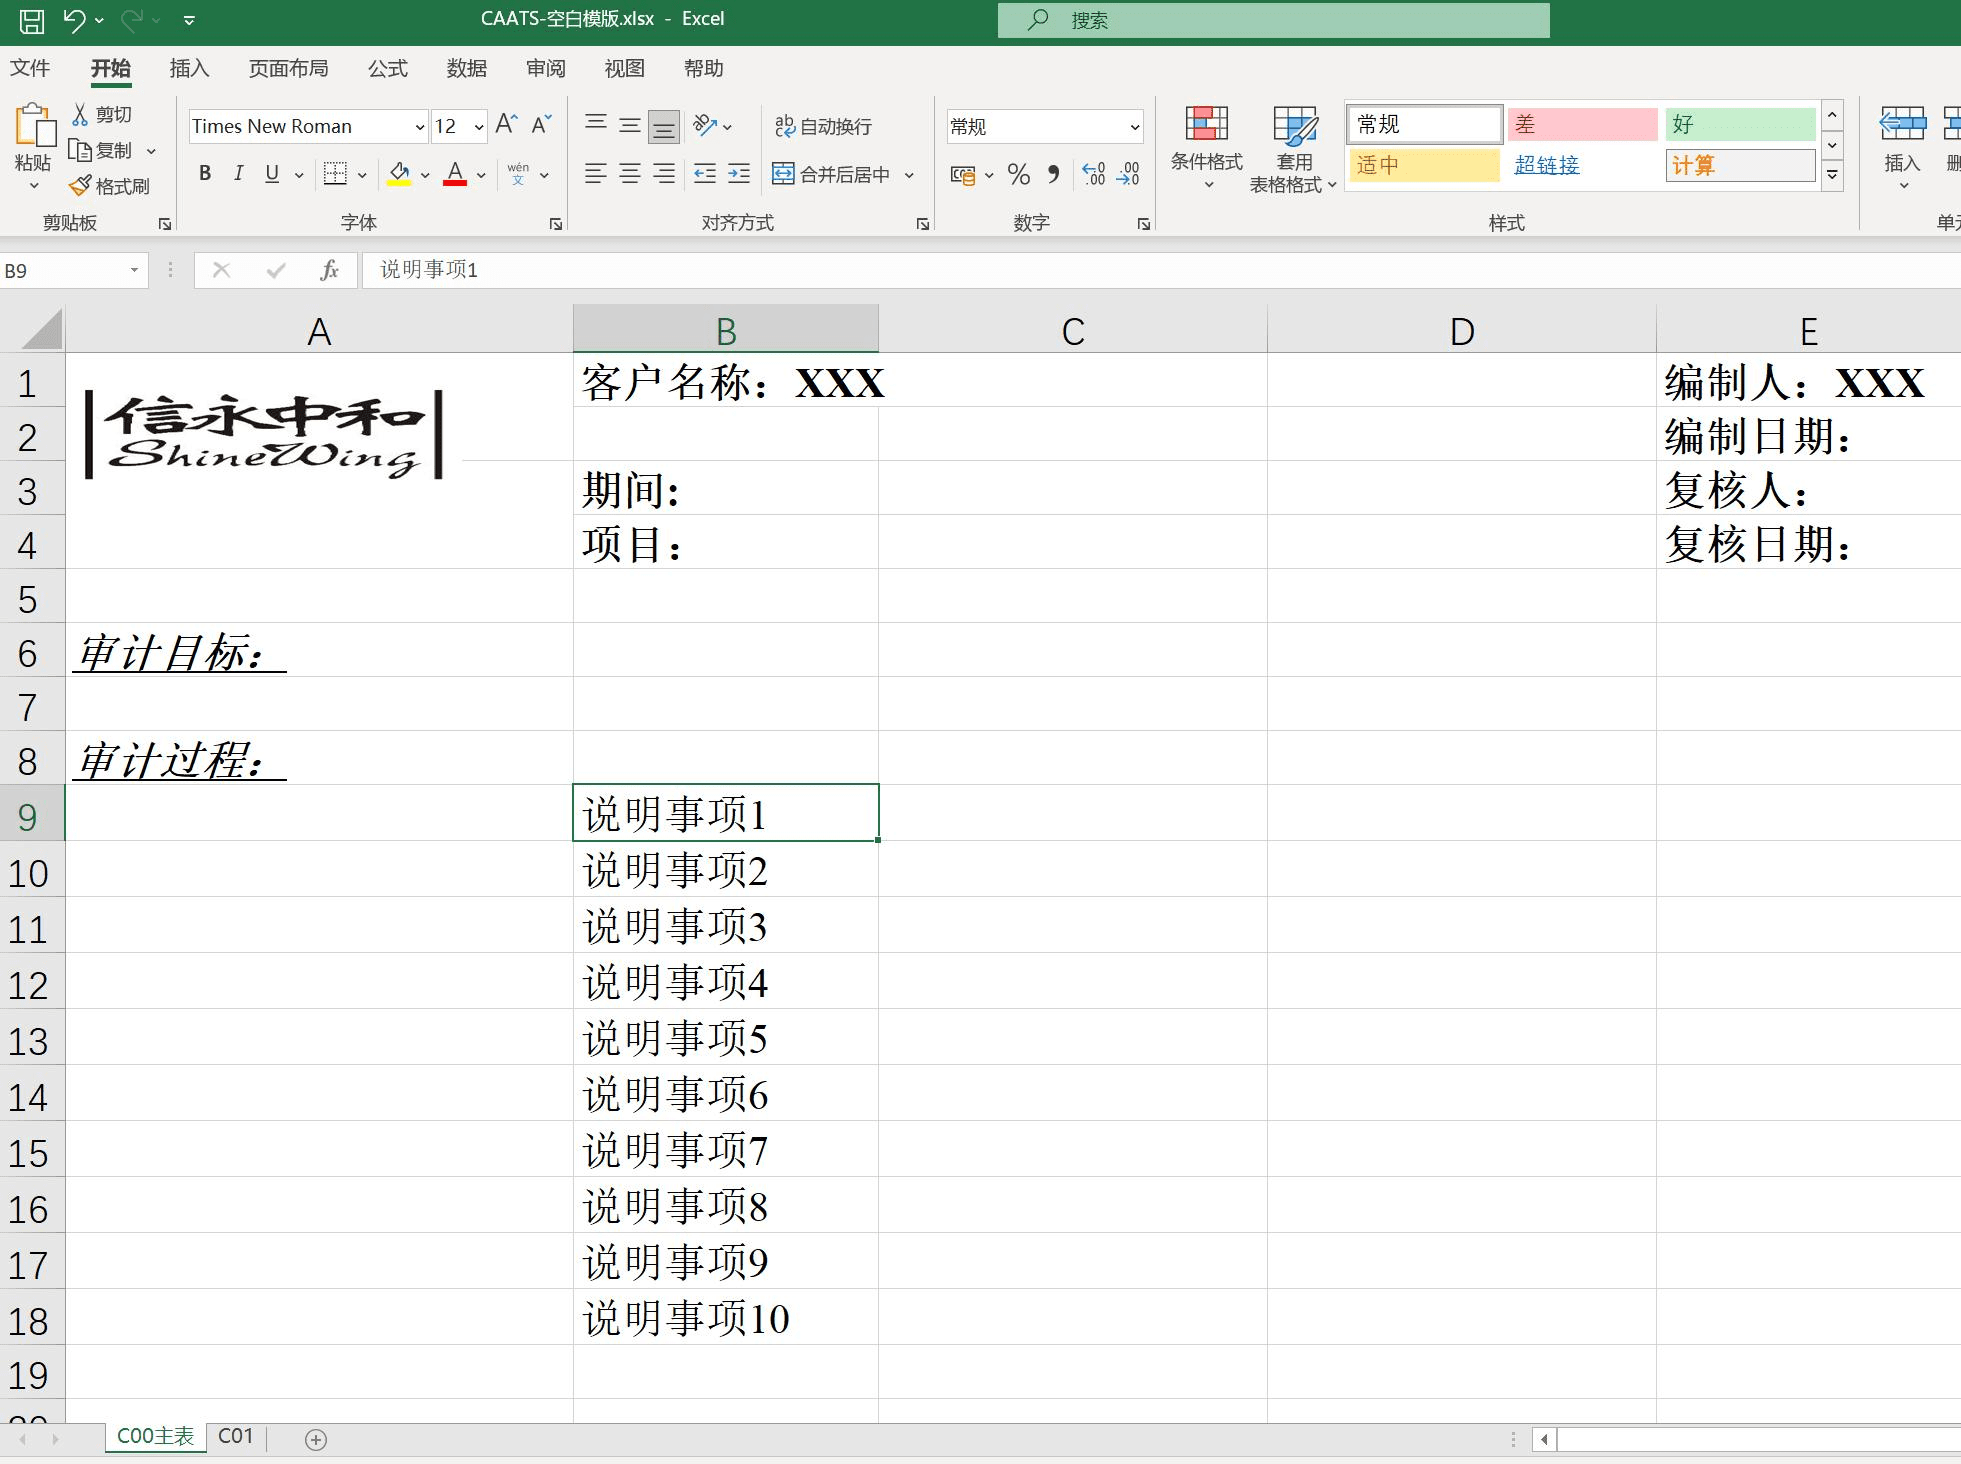 CAATS-空白模版.xlsx - Excel
搜索
文件 开始 插入 页面布局 公式 数据 审阅 视图 帮助
粘贴 剪切 复制 格式刷
剪贴板
Times New Roman 12
B I U wén 文 A
字体
自动换行
合并后居中
对齐方式
常规
数字
条件格式
套用
表格格式
常规 差 好
适中 超链接 计算
样式
插入
B9 fx 说明事项1
A B C D E
1 信永中和 客户名称：XXX 编制人：XXX
2 ShineWing 编制日期：
3 期间: 复核人：
4 项目： 复核日期：
5
6 审计目标：
7
8 审计过程：
9 说明事项1
10 说明事项2
11 说明事项3
12 说明事项4
13 说明事项5
14 说明事项6
15 说明事项7
16 说明事项8
17 说明事项9
18 说明事项10
19
C00主表 C01